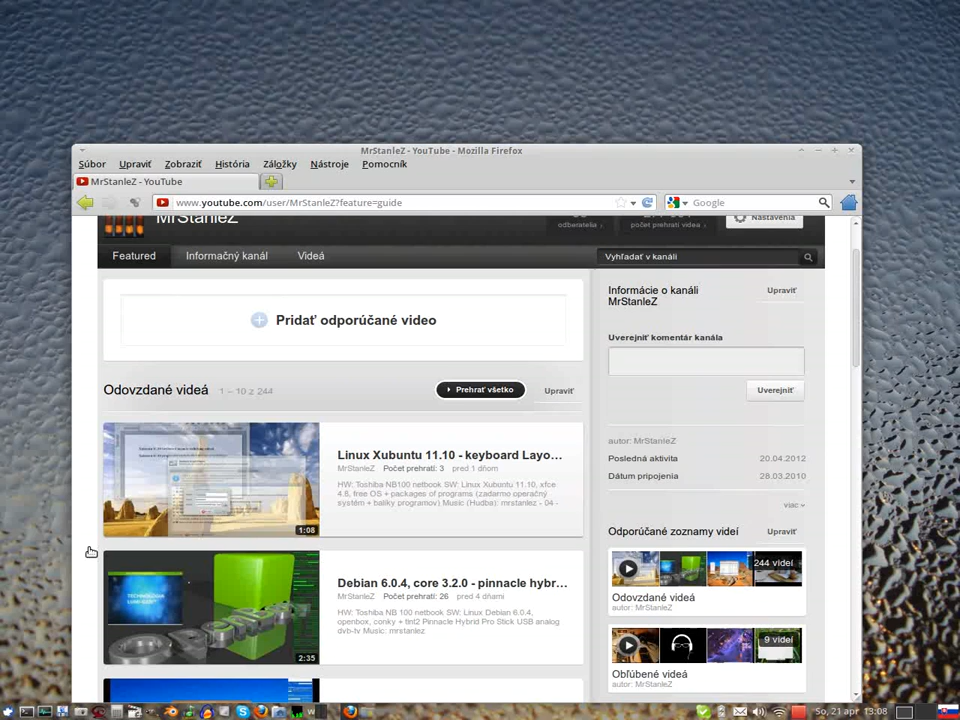 MrStanleZ - YouTube - Mozilla Firefox
Súbor Upraviť Zobraziť História Záložky Nástroje Pomocník
MrStanleZ - YouTube
www.youtube.com/user/MrStanleZ?feature=guide
Google
MrStanleZ
odberatelia
počet prehratí videa
Nastavenia
Featured Informačný kanál Videá
Vyhľadať v kanáli
Pridať odporúčané video
Informácie o kanáli
MrStanleZ
Upraviť
Uverejniť komentár kanála
Uverejniť
Odovzdané videá 1 – 10 z 244
Prehrať všetko
Upraviť
Linux Xubuntu 11.10 - keyboard Layo...
MrStanleZ Počet prehratí: 3 pred 1 dňom
HW: Toshiba NB100 netbook SW: Linux Xubuntu 11.10, xfce
4.8, free OS + packages of programs (zadarmo operačný
systém + balíky programov) Music (Hudba): mrstanlez - 04 -
1:08
autor: MrStanleZ
Posledná aktivita 20.04.2012
Dátum pripojenia 28.03.2010
viac
Debian 6.0.4, core 3.2.0 - pinnacle hybr...
MrStanleZ Počet prehratí: 26 pred 4 dňami
HW: Toshiba NB 100 netbook SW: Linux Debian 6.0.4,
openbox, conky + tint2 Pinnacle Hybrid Pro Stick USB analog
dvb-tv Music: mrstanlez
2:35
Odporúčané zoznamy videí Upraviť
244 videí
Odovzdané videá
autor: MrStanleZ
9 videí
Obľúbené videá
autor: MrStanleZ
So, 21 apr 13:08